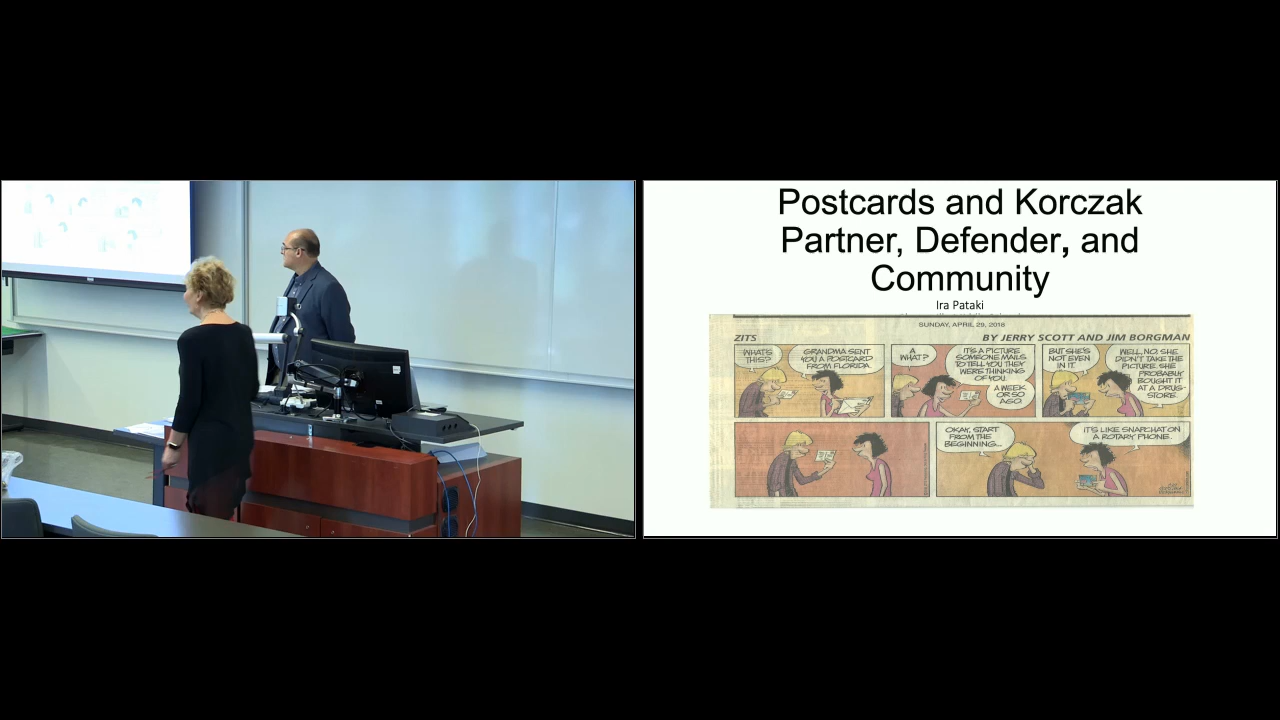 Postcards and Korczak
Partner, Defender, and
Community
Ira Pataki
SUNDAY, APRIL 29, 2018
ZITS
BY JERRY SCOTT AND JIM BORGMAN
WHAT'S
THIS?
GRANDMA SENT
YOU A POSTCARD
FROM FLORIDA.
A
WHAT?
IT'S A PICTURE
SOMEONE MAILS
TO TELL YOU THEY
WERE THINKING
OF YOU.
A WEEK
OR SO
AGO.
BUT SHE'S
NOT EVEN
IN IT.
WELL, NO. SHE
DIDN'T TAKE THE
PICTURE. SHE
PROBABLY
BOUGHT IT
AT A DRUG-
STORE.
OKAY, START
FROM THE
BEGINNING...
IT'S LIKE SNAPCHAT ON
A ROTARY PHONE.